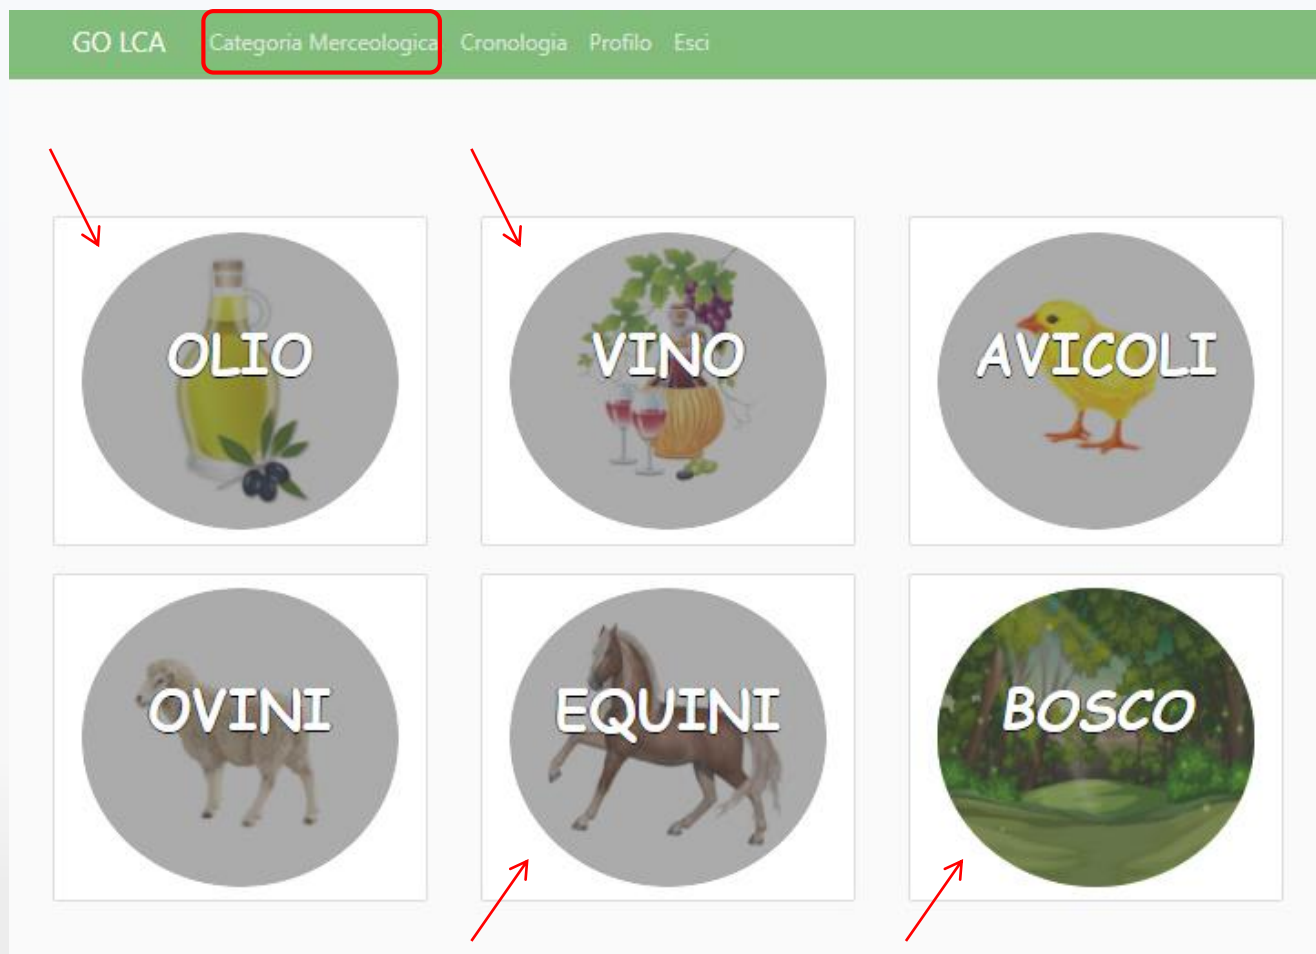 GO LCA Categoria Merceologica Cronologia Profilo Esci
OLIO VINO AVICOLI
OVINI EQUINI BOSCO